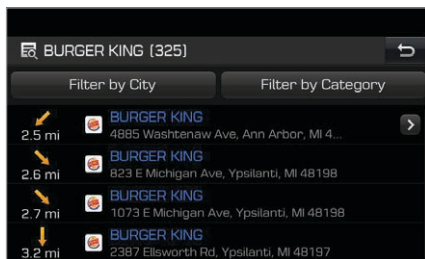 BURGER KING (325)
Filter by City
Filter by Category
BURGER KING
2.5 mi
4885 Washtenaw Ave, Ann Arbor, MI 4...
BURGER KING
2.6 mi
823 E Michigan Ave, Ypsilanti, MI 48198
BURGER KING
2.7 mi
1073 E Michigan Ave, Ypsilanti, MI 48198
BURGER KING
3.2 mi
2387 Ellsworth Rd, Ypsilanti, MI 48197